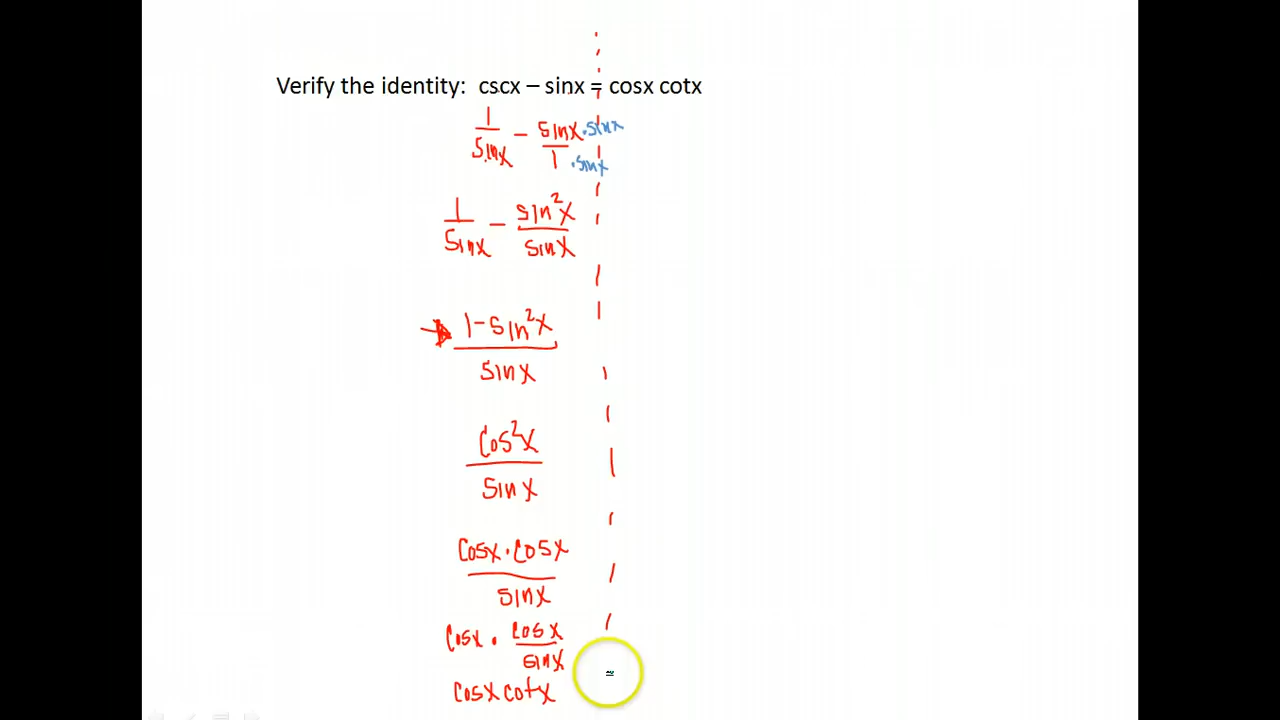 Verify the identity: cscx – sinx = cosx cotx
1 sinx · sinx
–
sinx 1 · sinx
1 sin²x
–
sinx sinx
1 – sin²x
sinx
cos²x
sinx
cosx · cosx
sinx
cosx · cosx
sinx
cosx cotx